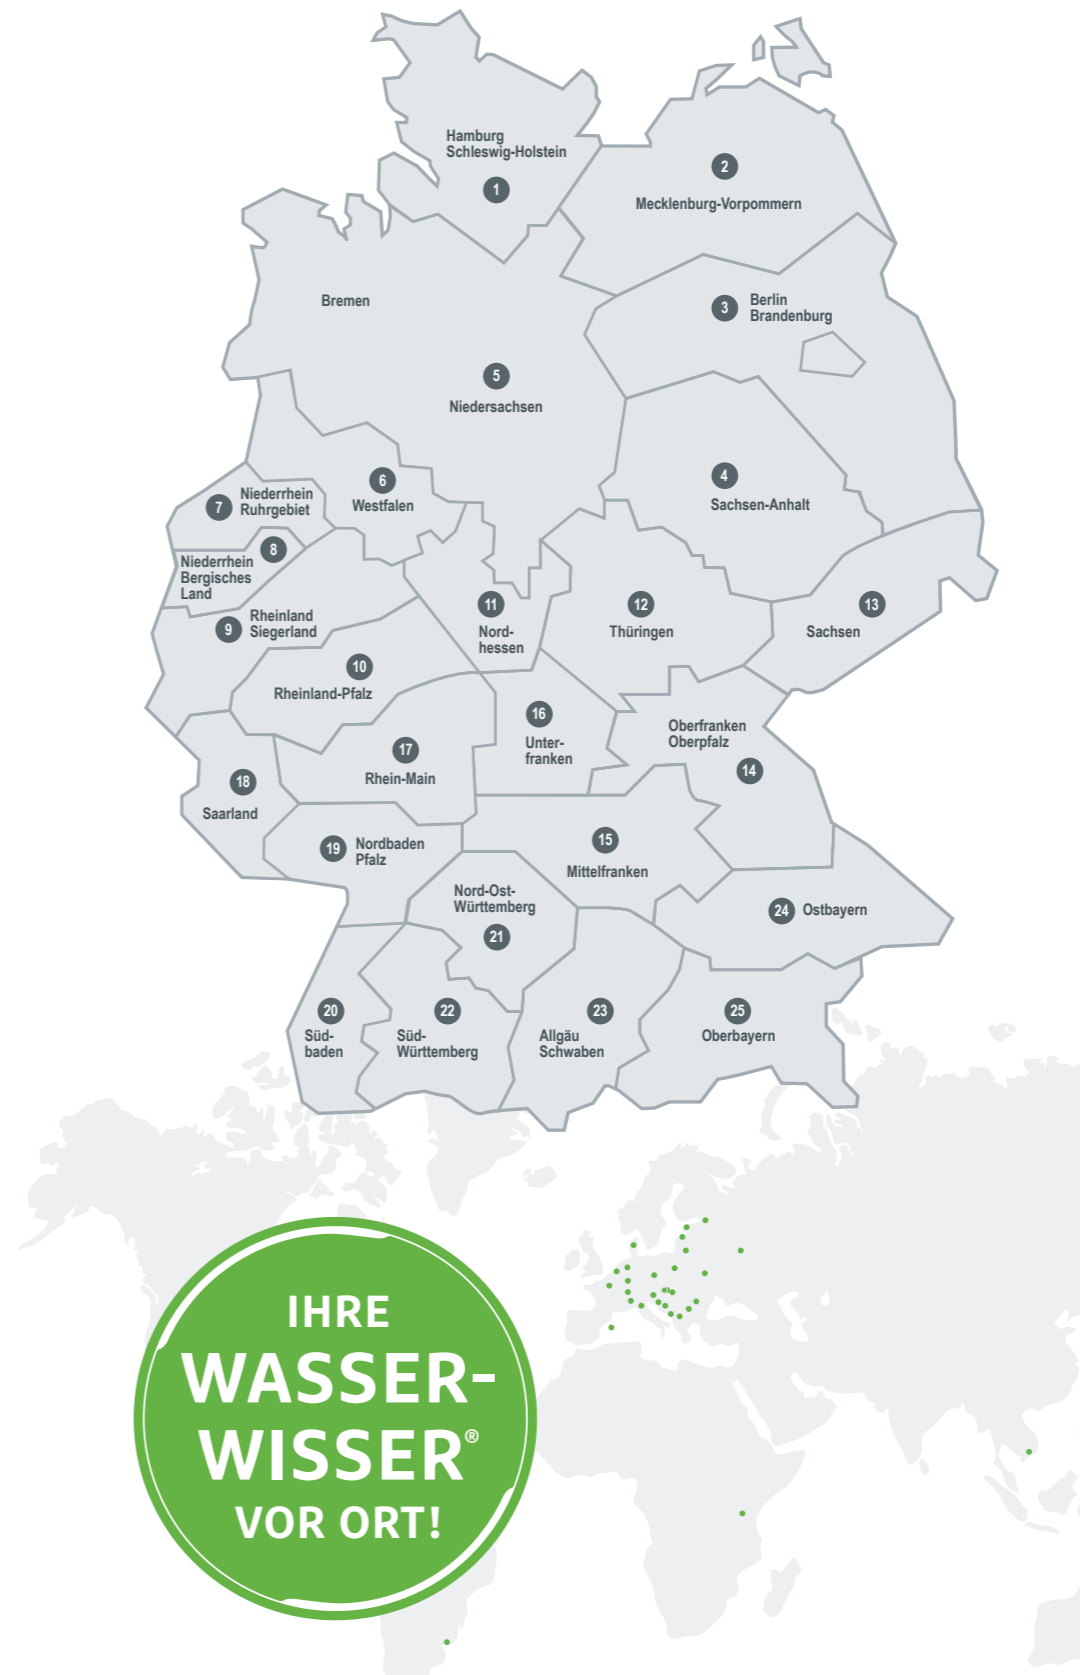 Hamburg
Schleswig-Holstein
1
2
Mecklenburg-Vorpommern
3
Berlin
Brandenburg
Bremen
5
Niedersachsen
4
Sachsen-Anhalt
6
Westfalen
7
Niederrhein
Ruhrgebiet
8
Niederrhein
Bergisches
Land
9
Rheinland
Siegerland
10
Rheinland-Pfalz
11
Nord-
hessen
12
Thüringen
13
Sachsen
16
Unter-
franken
Oberfranken
Oberpfalz
14
17
Rhein-Main
18
Saarland
19
Nordbaden
Pfalz
15
Mittelfranken
Nord-Ost-
Württemberg
21
24
Ostbayern
20
Süd-
baden
22
Süd-
Württemberg
23
Allgäu
Schwaben
25
Oberbayern
IHRE
WASSER-
WISSER®
VOR ORT!